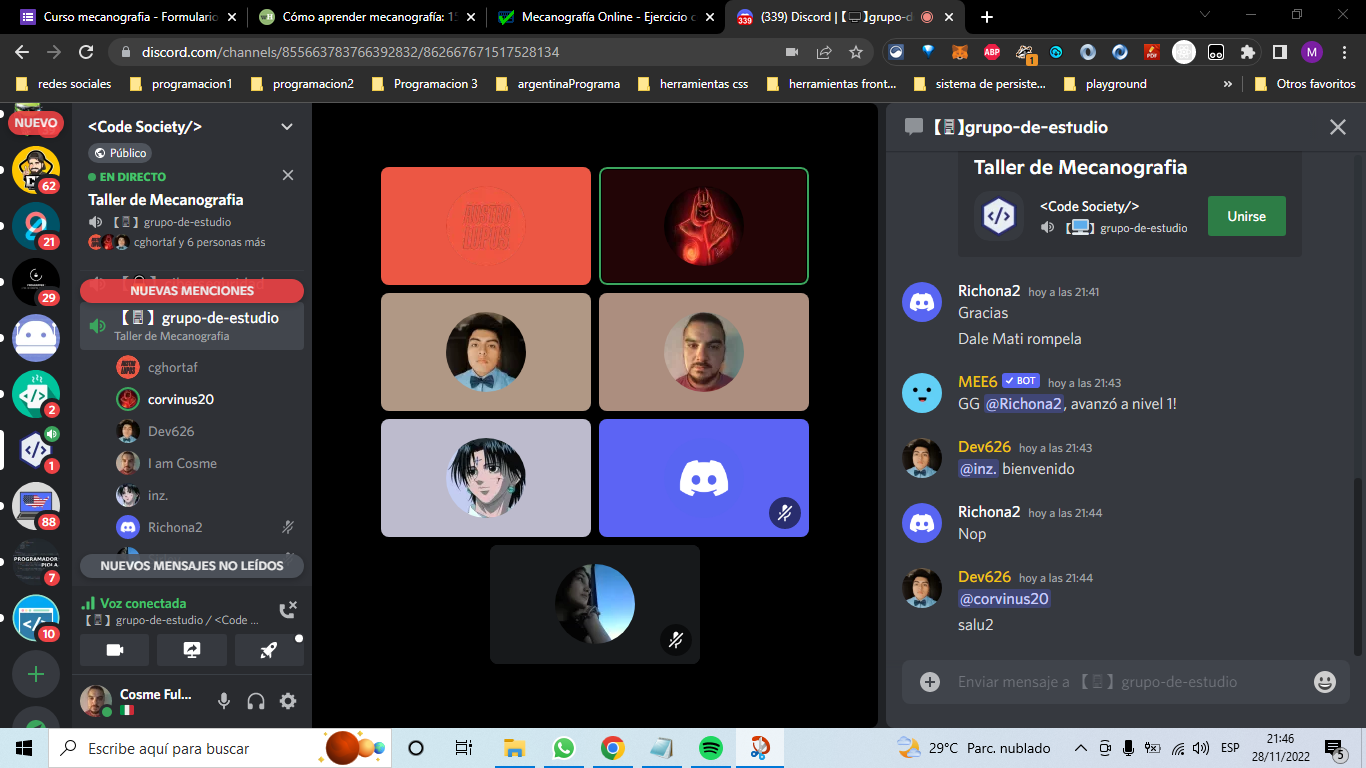 Curso mecanografia - Formulario
Cómo aprender mecanografía: 15
Mecanografía Online - Ejercicio c
(339) Discord | 【🖥️】grupo-d
discord.com/channels/855663783766392832/862667671517528134
M
redes sociales
programacion1
programacion2
Programacion 3
argentinaPrograma
herramientas css
herramientas front...
sistema de persiste...
playground
»
Otros favoritos
NUEVO
62
21
29
2
1
88
PROGRAMADOR
7
10
<Code Society/>
Público
EN DIRECTO
Taller de Mecanografia
【🖥️】grupo-de-estudio
cghortaf y 6 personas más
NUEVAS MENCIONES
【🖥️】grupo-de-estudio
Taller de Mecanografia
cghortaf
corvinus20
Dev626
I am Cosme
inz.
Richona2
NUEVOS MENSAJES NO LEÍDOS
Voz conectada
【🖥️】grupo-de-estudio / <Code ...
Cosme Ful...
【🖥️】grupo-de-estudio
Taller de Mecanografia
<Code Society/>
【🖥️】grupo-de-estudio
Unirse
Richona2 hoy a las 21:41
Gracias
Dale Mati rompela
MEE6 ✓ BOT hoy a las 21:43
GG @Richona2, avanzó a nivel 1!
Dev626 hoy a las 21:43
@inz. bienvenido
Richona2 hoy a las 21:44
Nop
Dev626 hoy a las 21:44
@corvinus20
salu2
Enviar mensaje a 【🖥️】grupo-de-estudio
Escribe aquí para buscar
29°C Parc. nublado
ESP
21:46
28/11/2022
5